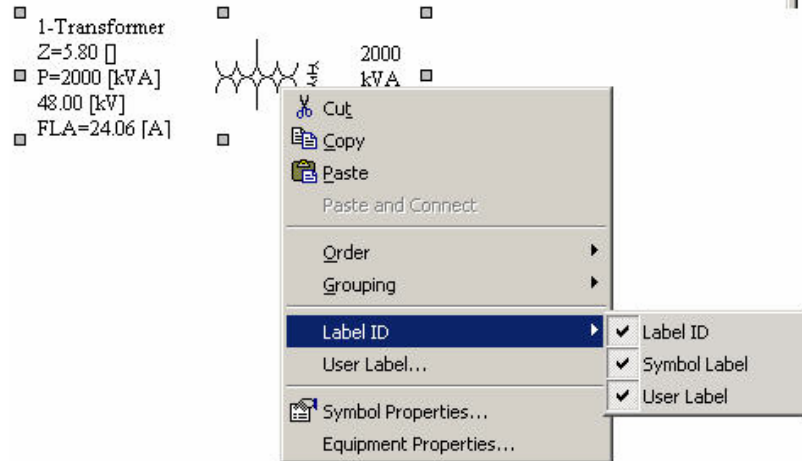 1-Transformer
Z=5.80 []
P=2000 [kVA]
48.00 [kV]
FLA=24.06 [A]
2000
kVA
Cut
Copy
Paste
Paste and Connect
Order
Grouping
Label ID
User Label...
Symbol Properties...
Equipment Properties...
Label ID
Symbol Label
User Label